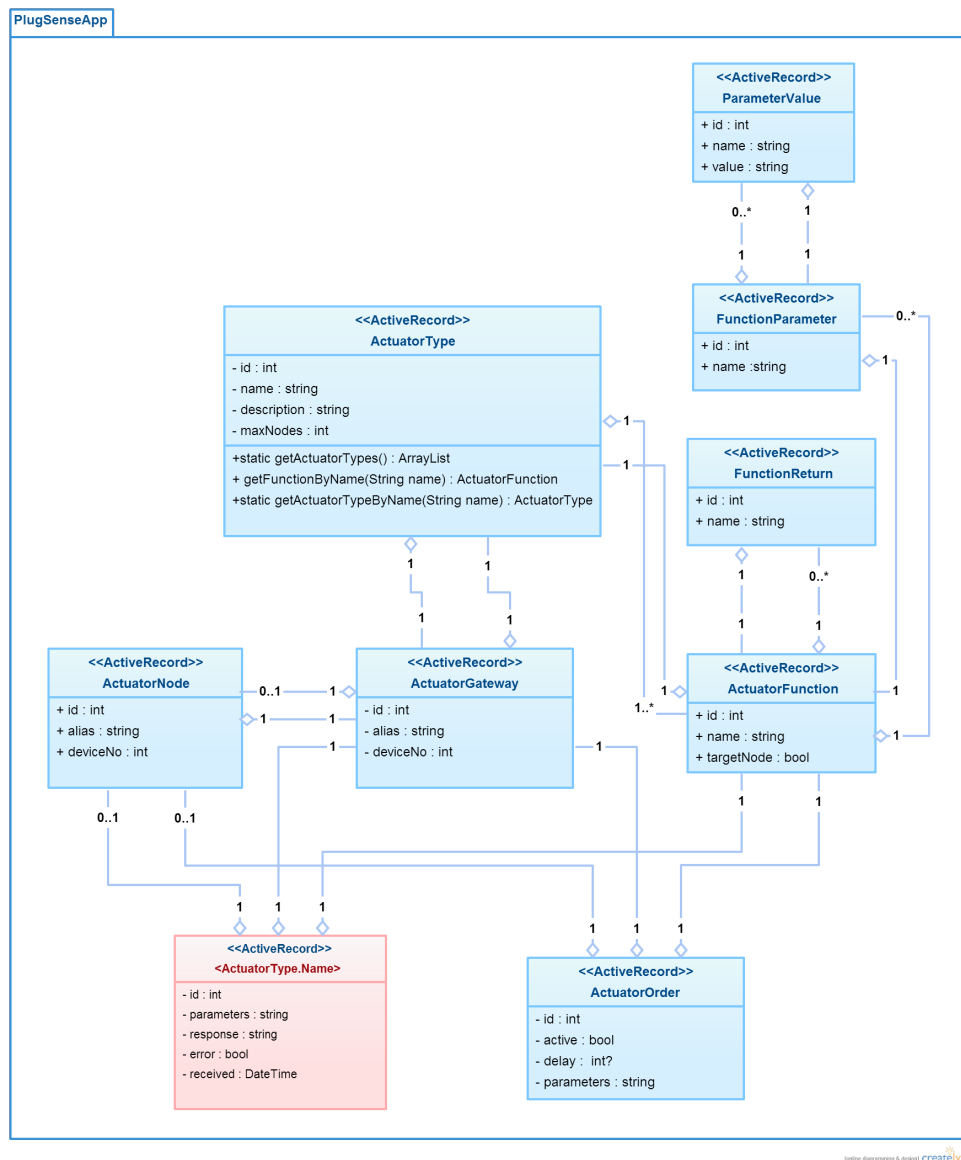 PlugSenseApp
<<ActiveRecord>>
ParameterValue
+ id : int
+ name : string
+ value : string
0..*
1
1
1
<<ActiveRecord>>
FunctionParameter
+ id : int
+ name :string
0..*
1
<<ActiveRecord>>
ActuatorType
- id : int
- name : string
- description : string
- maxNodes : int
+static getActuatorTypes() : ArrayList
+ getFunctionByName(String name) : ActuatorFunction
+static getActuatorTypeByName(String name) : ActuatorType
1
1
<<ActiveRecord>>
FunctionReturn
+ id : int
+ name : string
1
0..*
1
1
1
1
1
1
<<ActiveRecord>>
ActuatorNode
+ id : int
+ alias : string
+ deviceNo : int
0..1
1
1
1
<<ActiveRecord>>
ActuatorGateway
- id : int
- alias : string
- deviceNo : int
1
1
1
1..*
<<ActiveRecord>>
ActuatorFunction
+ id : int
+ name : string
+ targetNode : bool
1
1
0..1
0..1
1
1
1
1
1
<<ActiveRecord>>
<ActuatorType.Name>
- id : int
- parameters : string
- response : string
- error : bool
- received : DateTime
1
1
1
<<ActiveRecord>>
ActuatorOrder
- id : int
- active : bool
- delay : int?
- parameters : string
[online diagramming & design] creately